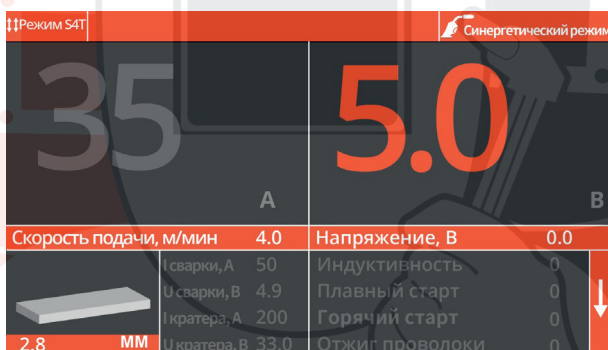 Режим S4T
Синергетический режим
35 A
5.0 В
Скорость подачи, м/мин 4.0
Напряжение, В 0.0
I сварки, А 50
U сварки, В 4.9
I кратера, А 200
U кратера, В 33.0
Индуктивность 0
Плавный старт 0
Горячий старт 0
Отжиг проволоки 0
2.8 ММ